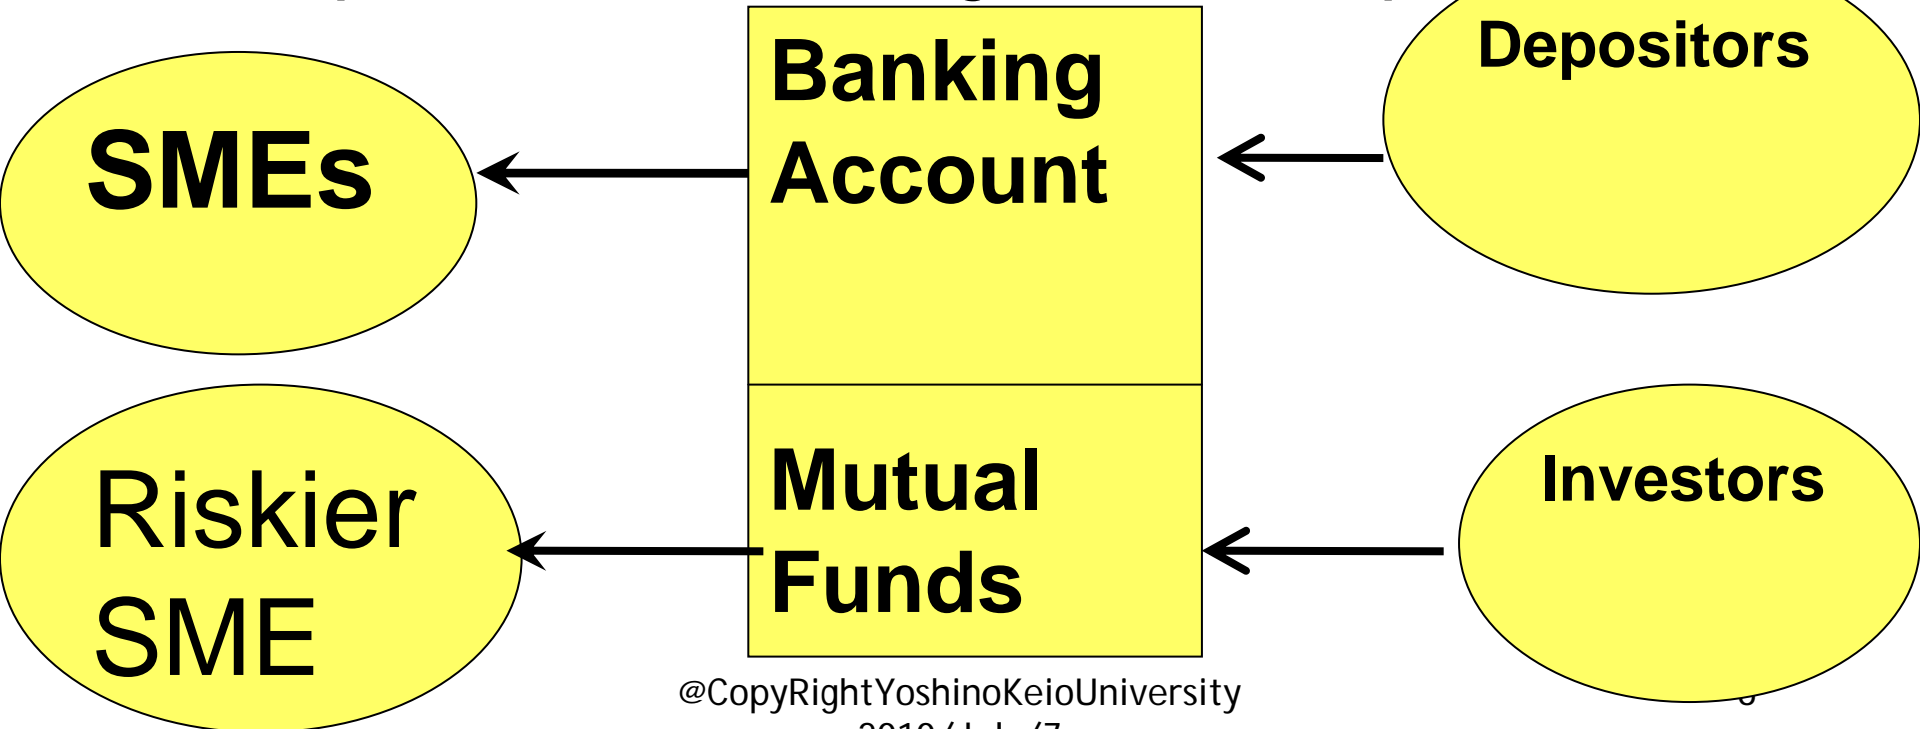 SMEs
Banking
Account
Depositors
Riskier
SME
Mutual
Funds
Investors
@CopyRightYoshinoKeioUniversity